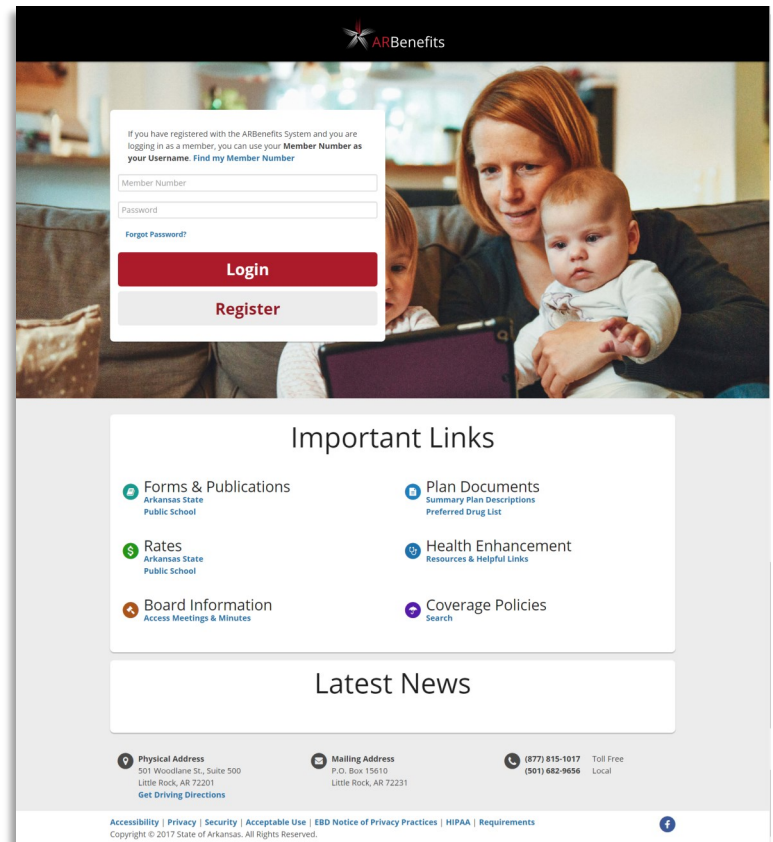 ARBenefits
If you have registered with the ARBenefits System and you are
logging in as a member, you can use your Member Number as
your Username. Find my Member Number
Member Number
Password
Forgot Password?
Login
Register
Important Links
Forms & Publications
Arkansas State
Public School
Plan Documents
Summary Plan Descriptions
Preferred Drug List
Rates
Arkansas State
Public School
Health Enhancement
Resources & Helpful Links
Board Information
Access Meetings & Minutes
Coverage Policies
Search
Latest News
Physical Address
501 Woodlane St., Suite 500
Little Rock, AR 72201
Get Driving Directions
Mailing Address
P.O. Box 15610
Little Rock, AR 72231
(877) 815-1017 Toll Free
(501) 682-9656 Local
Accessibility | Privacy | Security | Acceptable Use | EBD Notice of Privacy Practices | HIPAA | Requirements
Copyright © 2017 State of Arkansas. All Rights Reserved.